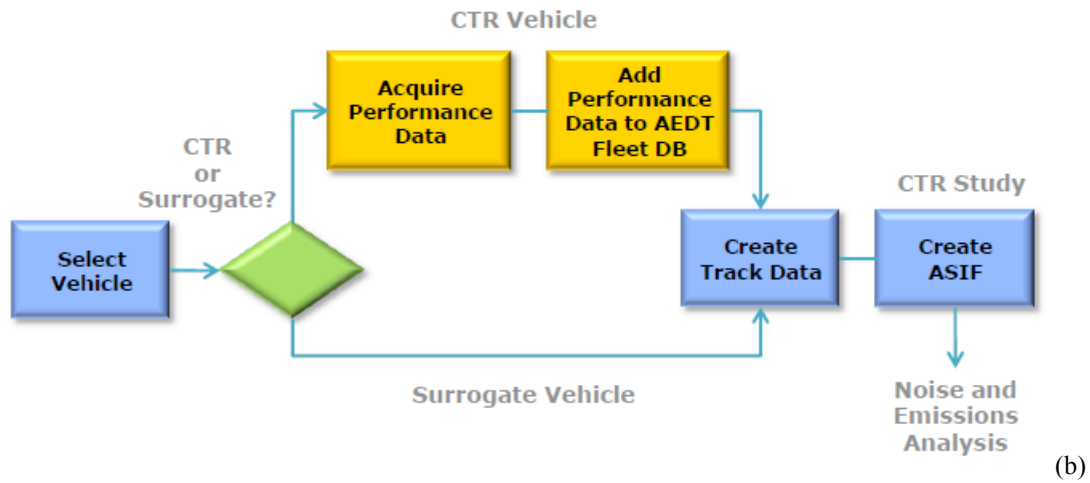 CTR Vehicle
Acquire
Performance
Data
Add
Performance
Data to AEDT
Fleet DB
CTR
or
Surrogate?
CTR Study
Select
Vehicle
Create
Track Data
Create
ASIF
Surrogate Vehicle
Noise and
Emissions
Analysis
(b)